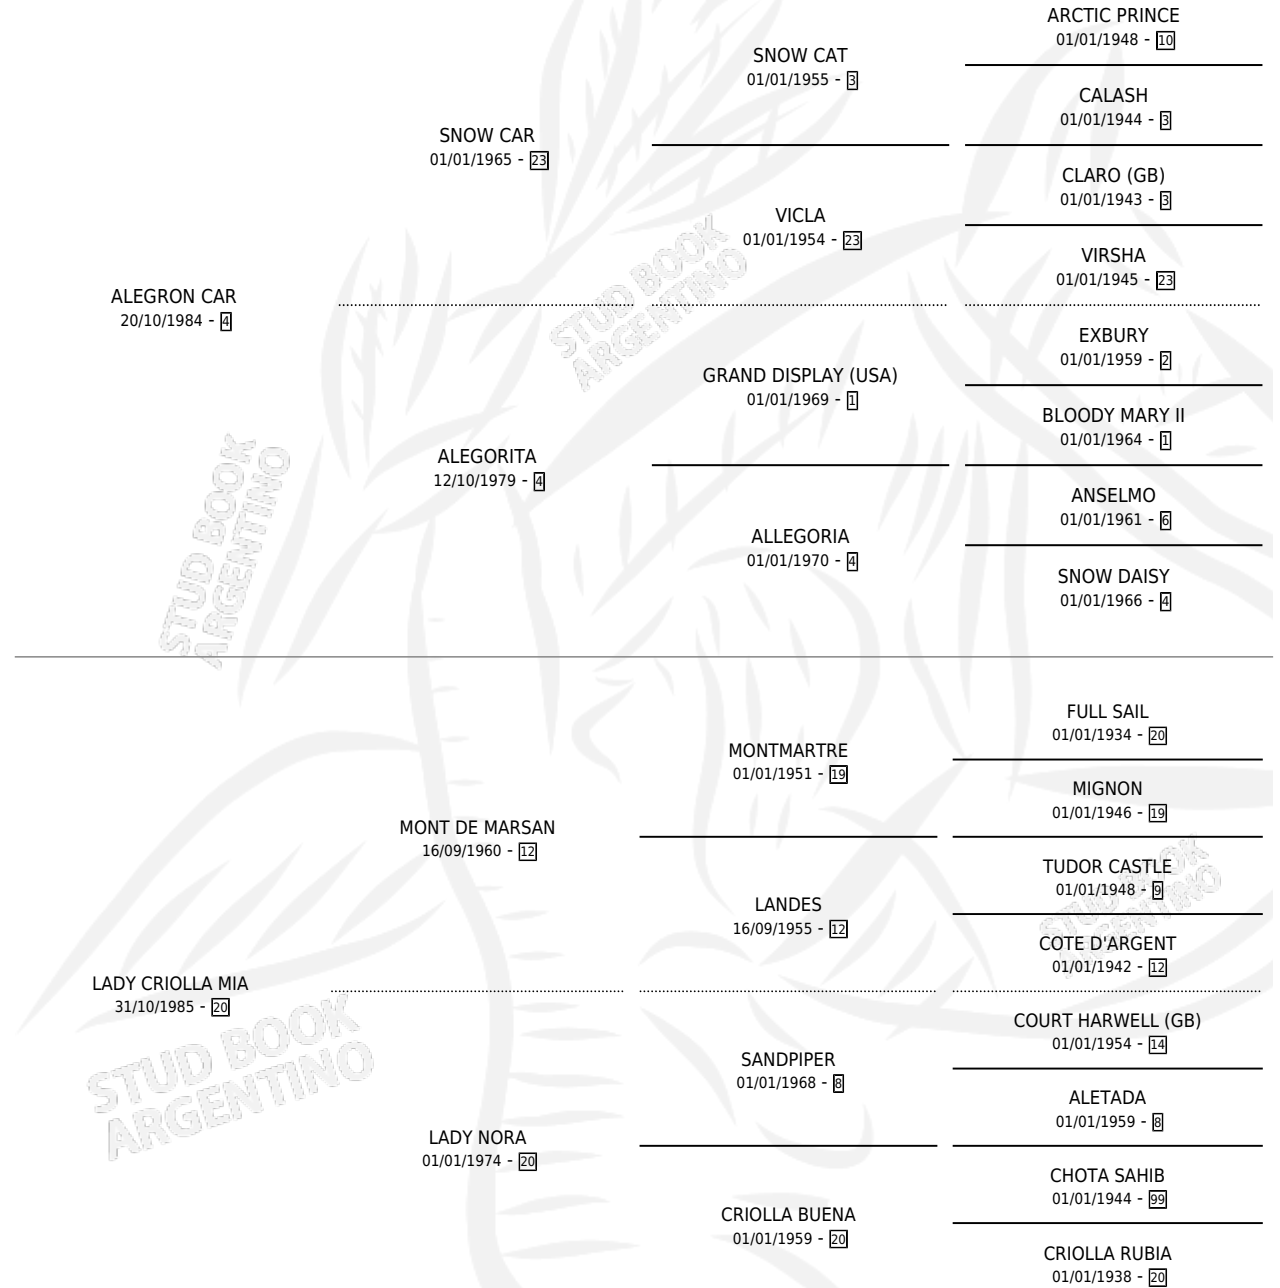 ARCTIC PRINCE
01/01/1948 - 10
SNOW CAT
01/01/1955 - 3
CALASH
01/01/1944 - 3
SNOW CAR
01/01/1965 - 23
CLARO (GB)
01/01/1943 - 3
VICLA
01/01/1954 - 23
VIRSHA
01/01/1945 - 23
ALEGRON CAR
20/10/1984 - 4
EXBURY
01/01/1959 - 2
GRAND DISPLAY (USA)
01/01/1969 - 1
BLOODY MARY II
01/01/1964 - 1
ALEGORITA
12/10/1979 - 4
ANSELMO
01/01/1961 - 6
ALLEGORIA
01/01/1970 - 4
SNOW DAISY
01/01/1966 - 4
FULL SAIL
01/01/1934 - 20
MONTMARTRE
01/01/1951 - 19
MIGNON
01/01/1946 - 19
MONT DE MARSAN
16/09/1960 - 12
TUDOR CASTLE
01/01/1948 - 9
LANDES
16/09/1955 - 12
COTE D'ARGENT
01/01/1942 - 12
LADY CRIOLLA MIA
31/10/1985 - 20
COURT HARWELL (GB)
01/01/1954 - 14
SANDPIPER
01/01/1968 - 8
ALETADA
01/01/1959 - 8
LADY NORA
01/01/1974 - 20
CHOTA SAHIB
01/01/1944 - 99
CRIOLLA BUENA
01/01/1959 - 20
CRIOLLA RUBIA
01/01/1938 - 20
STUD BOOK
ARGENTINO
STUD BOOK
ARGENTINO
STUD BOOK
ARGENTINO
STUD BOOK
ARGENTINO